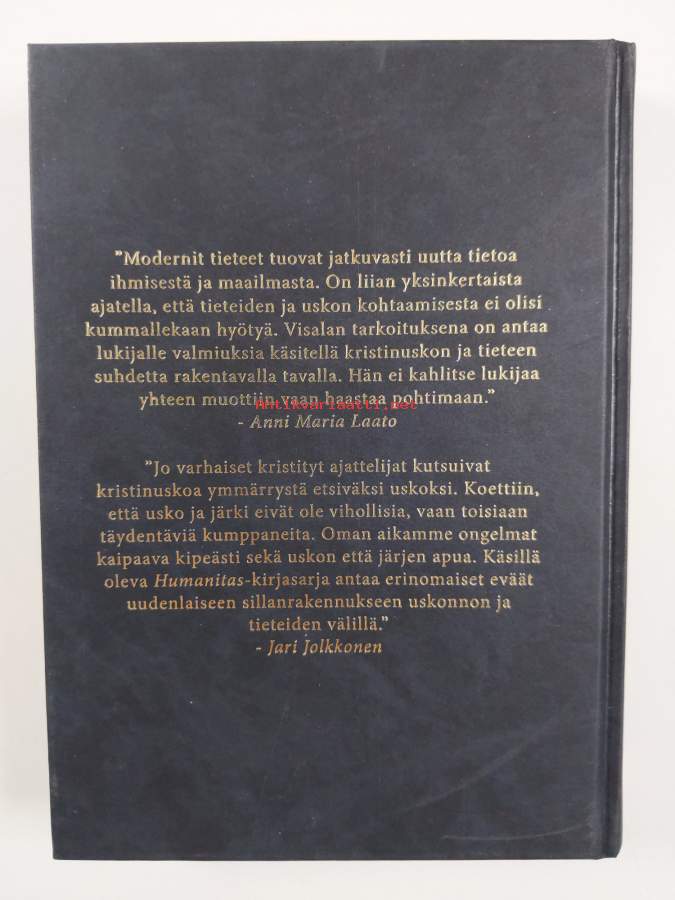 ”Modernit tieteet tuovat jatkuvasti uutta tietoa
ihmisestä ja maailmasta. On liian yksinkertaista
ajatella, että tieteiden ja uskon kohtaamisesta ei olisi
kummallekaan hyötyä. Visalan tarkoituksena on antaa
lukijalle valmiuksia käsitellä kristinuskon ja tieteen
suhdetta rakentavalla tavalla. Hän ei kahlitse lukijaa
yhteen muottiin vaan haastaa pohtimaan.”
Antikvariaatti.net
- Anni Maria Laato
”Jo varhaiset kristityt ajattelijat kutsuivat
kristinuskoa ymmärrystä etsiväksi uskoksi. Koettiin,
että usko ja järki eivät ole vihollisia, vaan toisiaan
täydentäviä kumppaneita. Oman aikamme ongelmat
kaipaava kipeästi sekä uskon että järjen apua. Käsillä
oleva Humanitas-kirjasarja antaa erinomaiset eväät
uudenlaiseen sillanrakennukseen uskonnon ja
tieteiden välillä.”
- Jari Jolkkonen